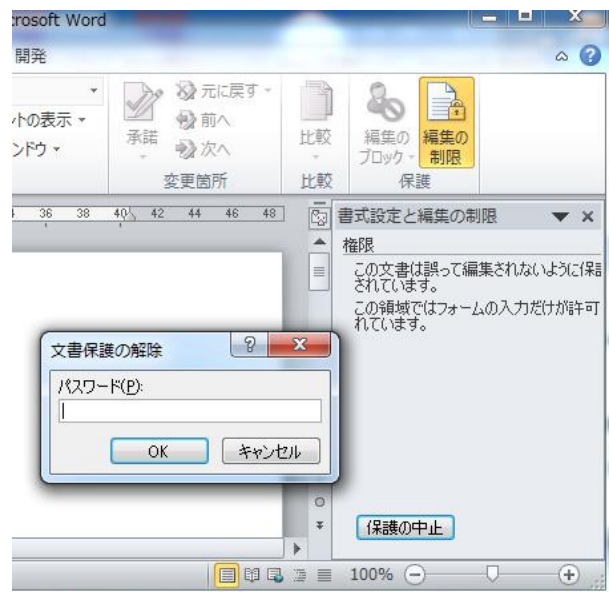 crosoft Word
開発
トの表示
ンドウ
承諾
元に戻す
前へ
次へ
変更箇所
比較
比較
編集の
ブロック
編集の
制限
保護
36 38 40 42 44 46 48
書式設定と編集の制限
権限
この文書は誤って編集されないように保護
されています。
この領域ではフォームの入力だけが許可
れています。
文書保護の解除
パスワード(P):
OK
キャンセル
保護の中止
100%